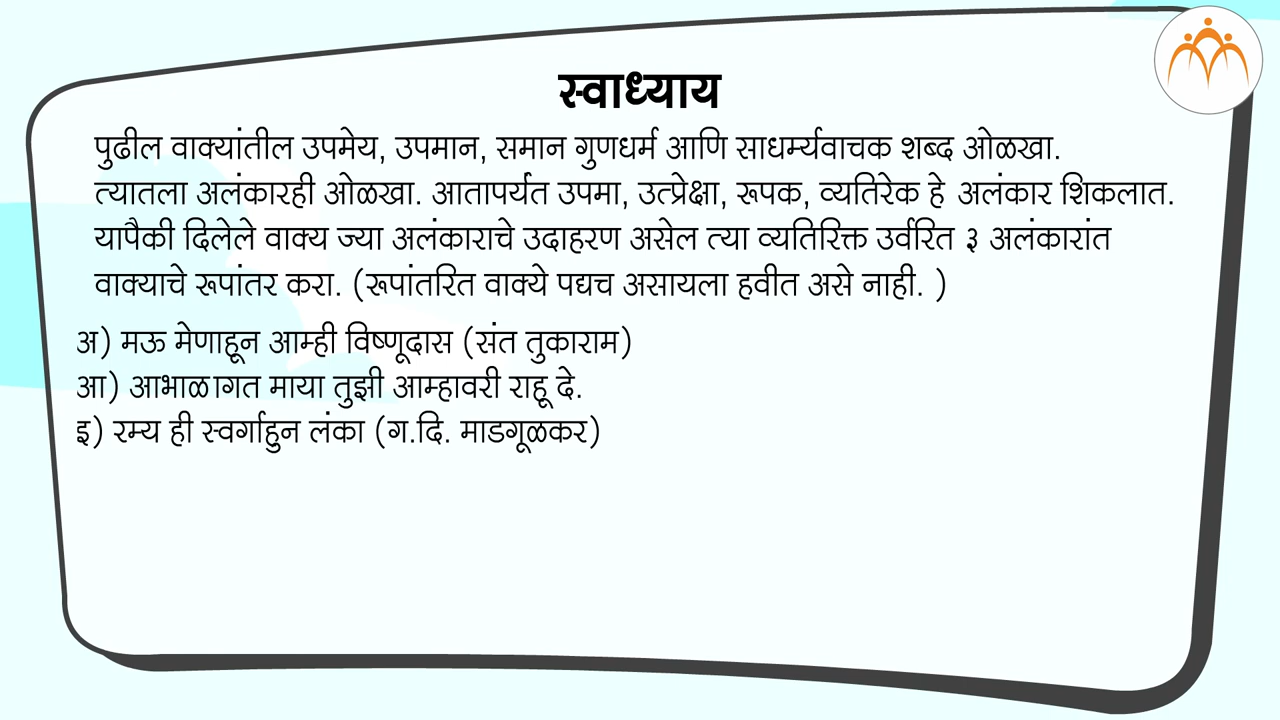 स्वाध्याय
पुढील वाक्यांतील उपमेय, उपमान, समान गुणधर्म आणि साधर्म्यवाचक शब्द ओळखा.
त्यातला अलंकारही ओळखा. आतापर्यंत उपमा, उत्प्रेक्षा, रूपक, व्यतिरेक हे अलंकार शिकलात.
यापैकी दिलेले वाक्य ज्या अलंकाराचे उदाहरण असेल त्या व्यतिरिक्त उर्वरित ३ अलंकारांत
वाक्याचे रूपांतर करा. (रूपांतरित वाक्ये पद्यच असायला हवीत असे नाही. )
अ) मऊ मेणाहून आम्ही विष्णूदास (संत तुकाराम)
आ) आभाळागत माया तुझी आम्हावरी राहू दे.
इ) रम्य ही स्वर्गाहुन लंका (ग.दि. माडगूळकर)